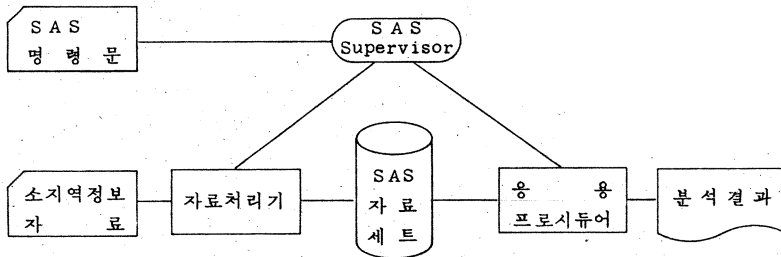 SAS
명령문
SAS
Supervisor
소지역정보
자료
자료처리기
SAS
자료
세트
응용
프로시듀어
분석결과